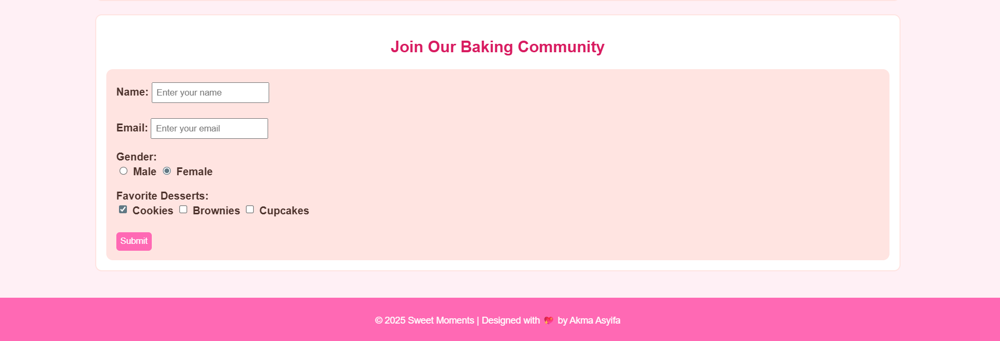 Join Our Baking Community
Name: Enter your name
Email: Enter your email
Gender:
Male Female
Favorite Desserts:
Cookies Brownies Cupcakes
Submit
© 2025 Sweet Moments | Designed with 💖 by Akma Asyifa